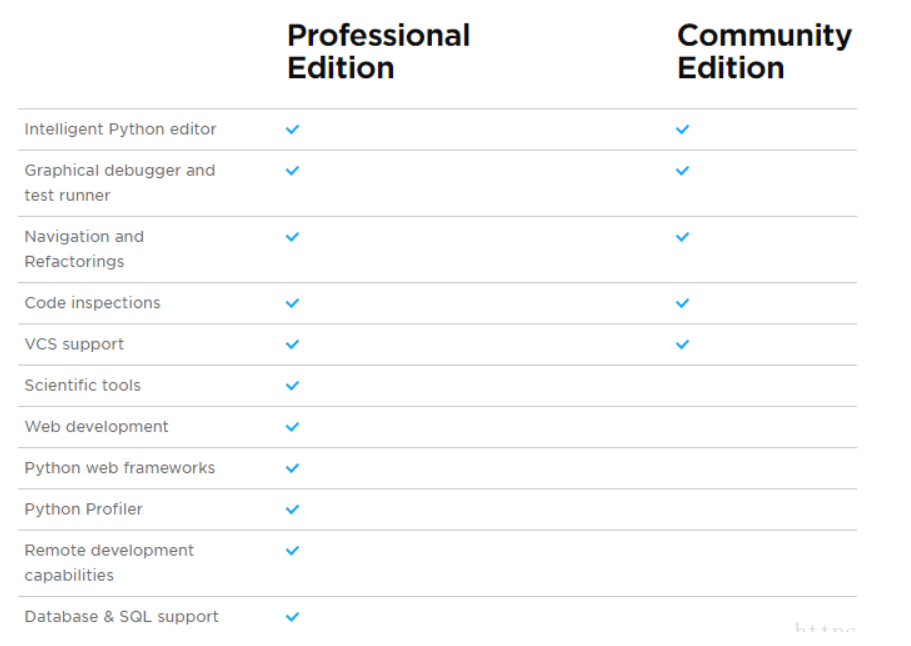 Professional Edition
Community Edition
Intelligent Python editor ✓ ✓
Graphical debugger and
test runner ✓ ✓
Navigation and
Refactorings ✓ ✓
Code inspections ✓ ✓
VCS support ✓ ✓
Scientific tools ✓
Web development ✓
Python web frameworks ✓
Python Profiler ✓
Remote development
capabilities ✓
Database & SQL support ✓